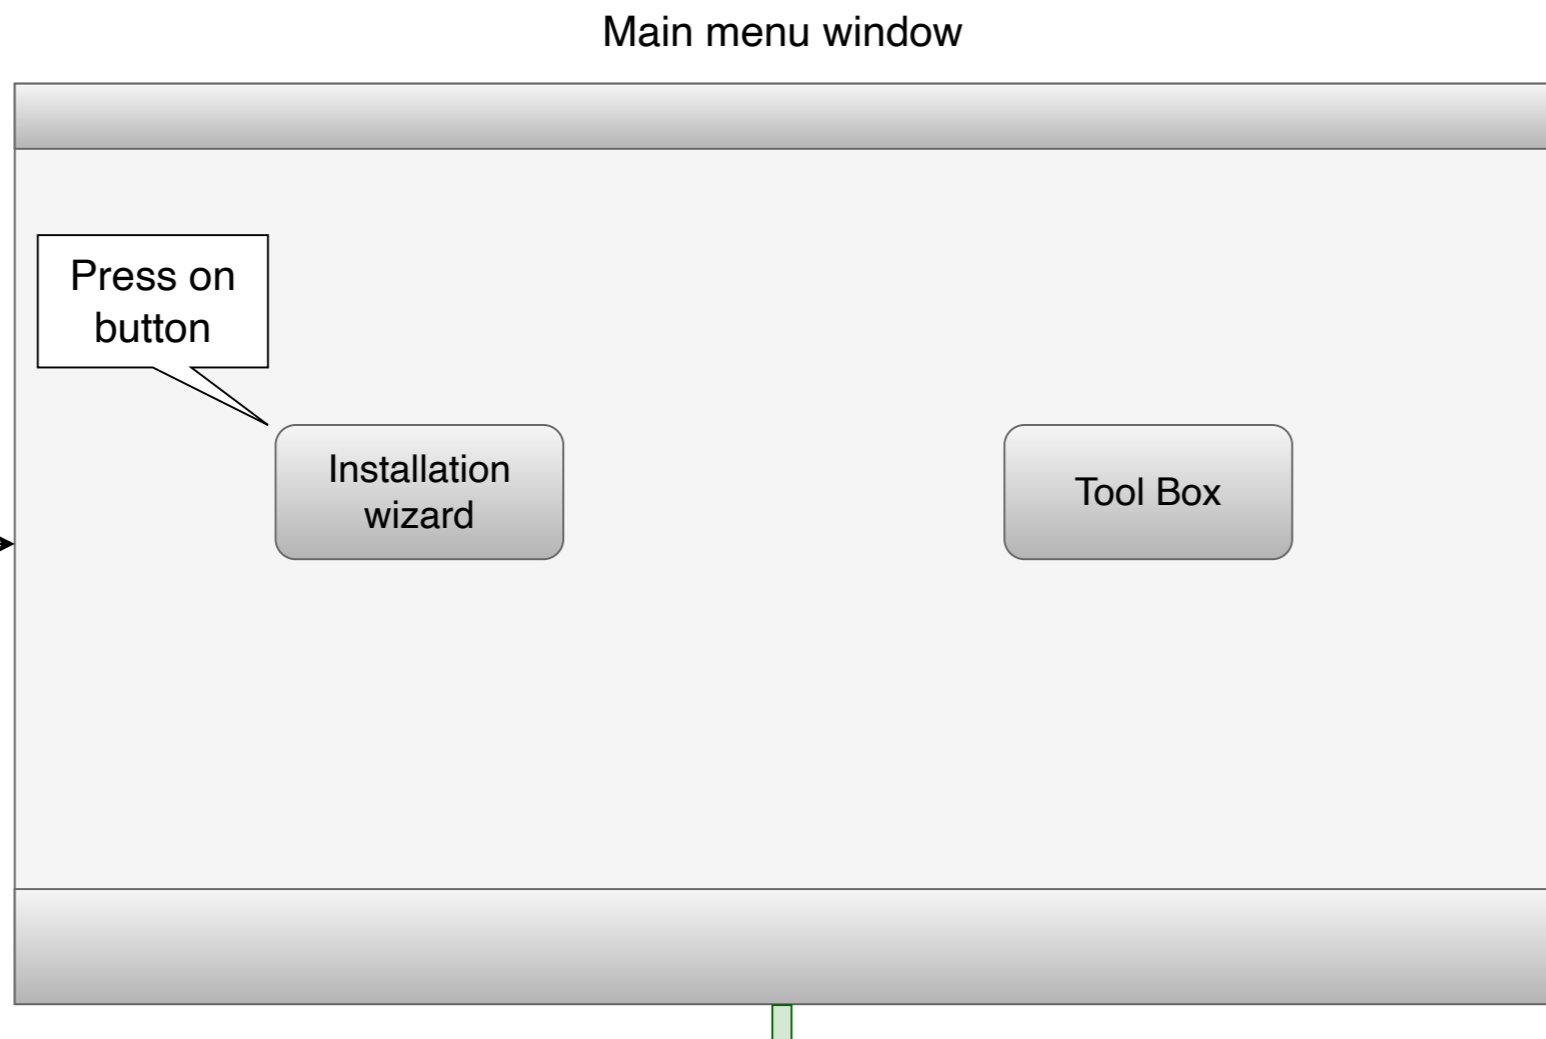 Main menu window
Press on
button
Installation
wizard
Tool Box